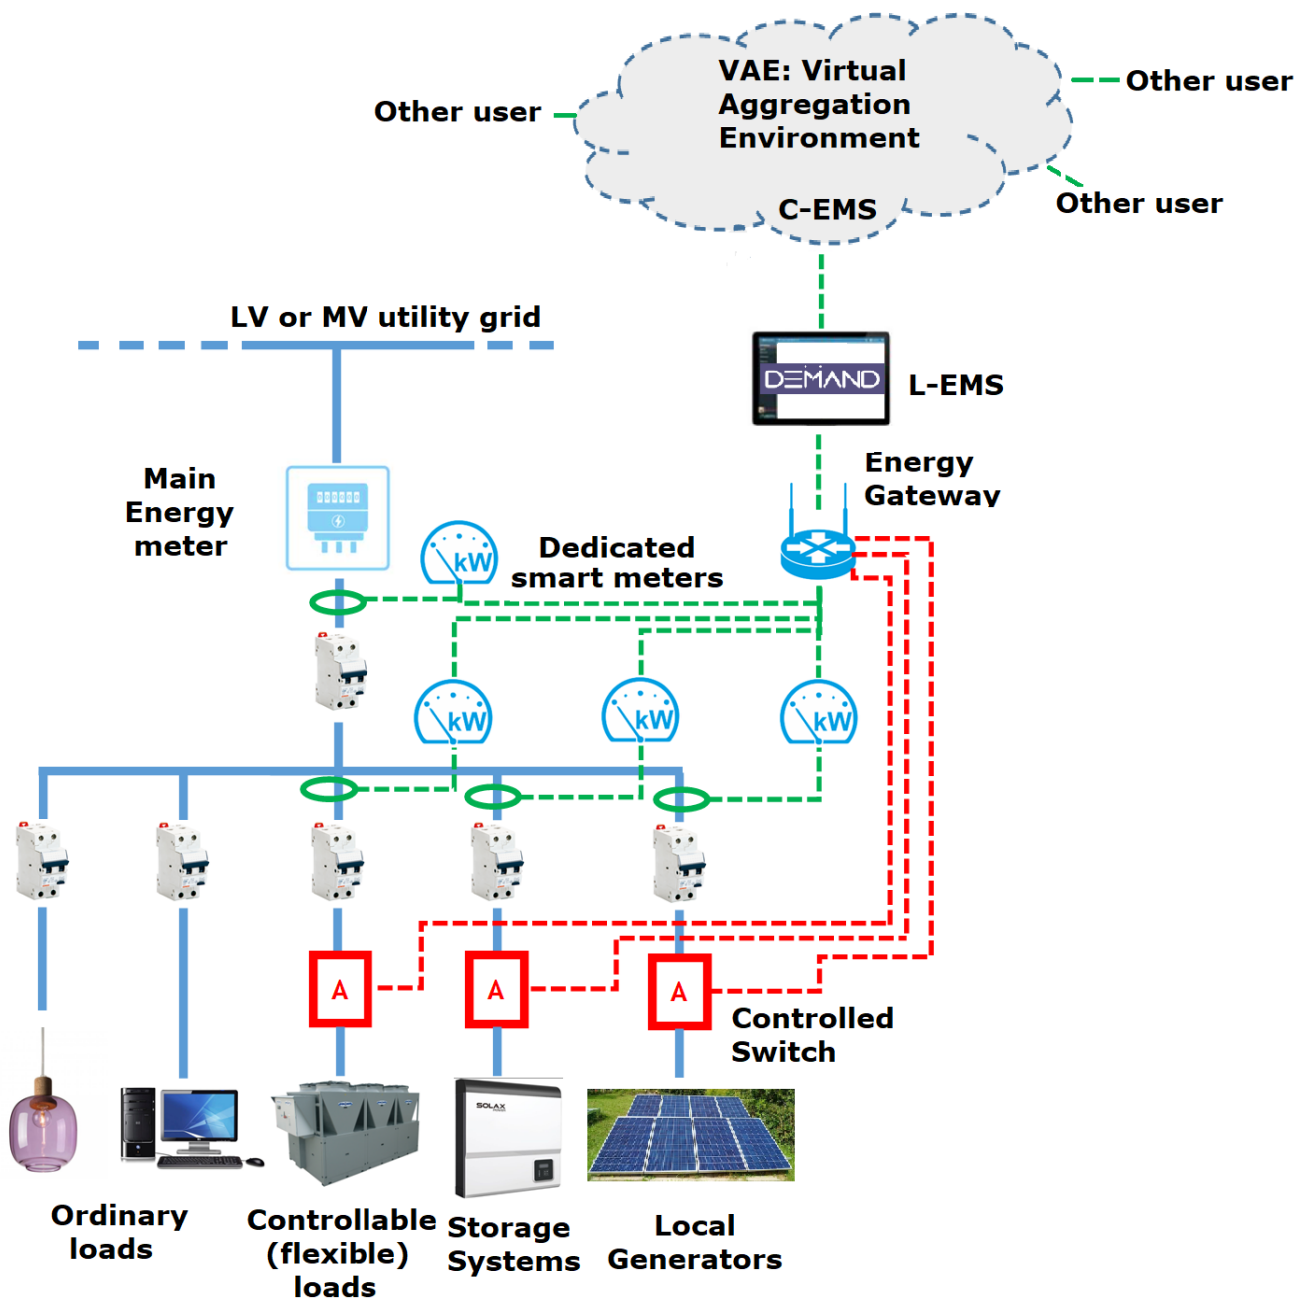 VAE: Virtual
Aggregation
Environment
C-EMS
Other user
Other user
Other user
LV or MV utility grid
DEMAND
L-EMS
Energy
Gateway
Main
Energy
meter
Dedicated
smart meters
kW
kW
kW
kW
A
A
A
Controlled
Switch
SOLAX
Ordinary
loads
Controllable
(flexible)
loads
Storage
Systems
Local
Generators